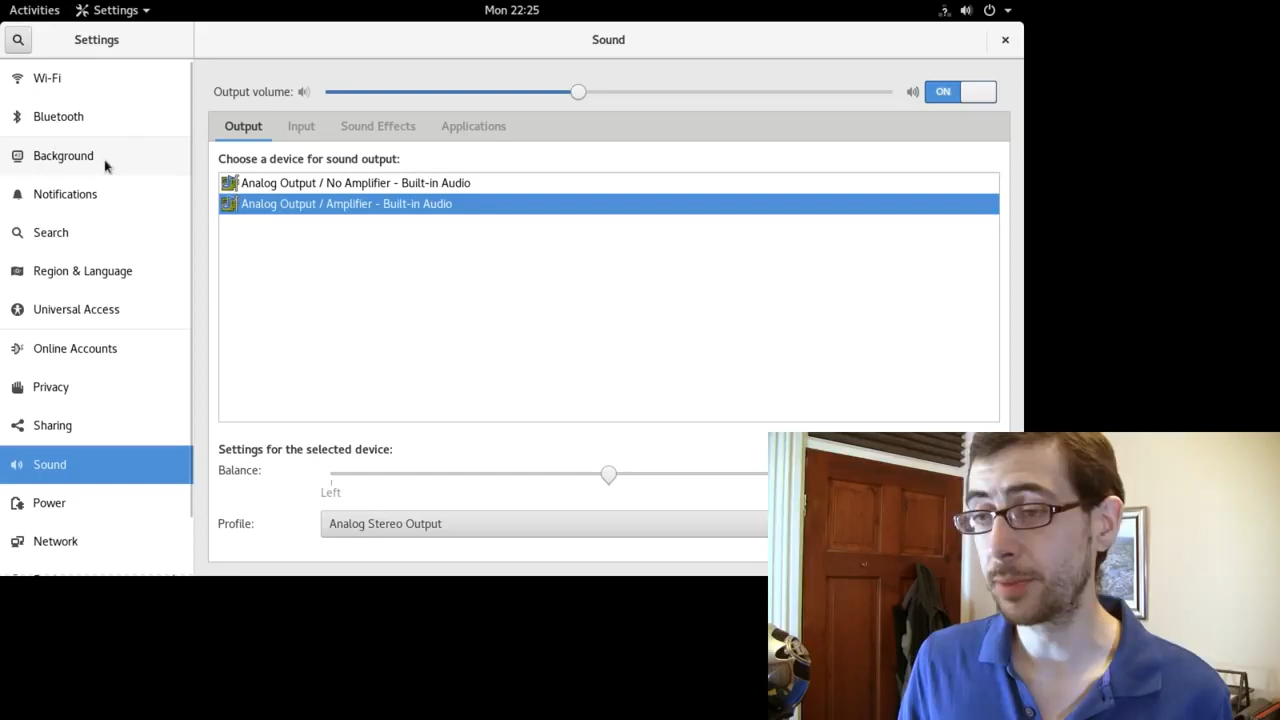 Activities
Settings
Mon 22:25
Settings
Sound
Wi-Fi
Bluetooth
Background
Notifications
Search
Region & Language
Universal Access
Online Accounts
Privacy
Sharing
Sound
Power
Network
Output volume:
ON
Output
Input
Sound Effects
Applications
Choose a device for sound output:
Analog Output / No Amplifier - Built-in Audio
Analog Output / Amplifier - Built-in Audio
Settings for the selected device:
Balance:
Left
Profile:
Analog Stereo Output